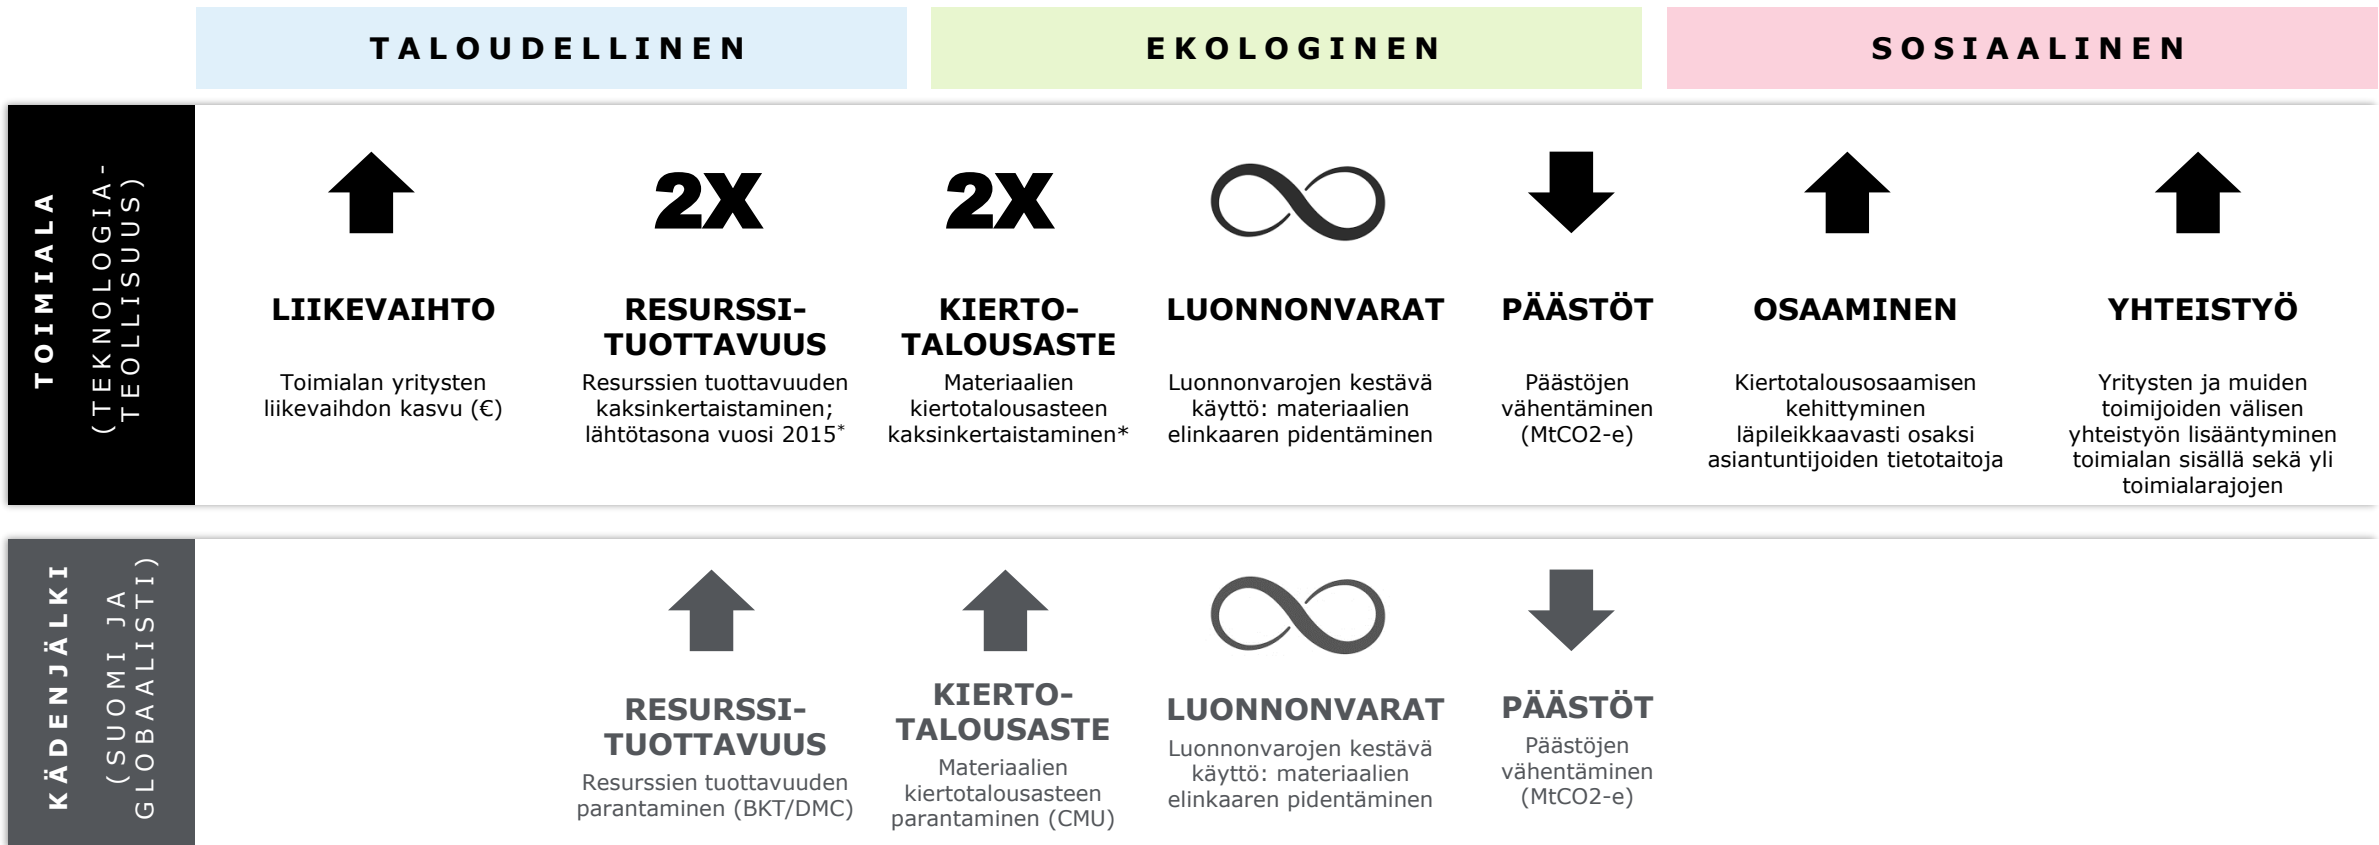 TALOUDELLINEN
EKOLOGINEN
SOSIAALINEN
TOIMIALA
(TEKNOLOGIA-
TEOLLISUUS)
LIIKEVAIHTO
Toimialan yritysten
liikevaihdon kasvu (€)
2X
RESURSSI-
TUOTTAVUUS
Resurssien tuottavuuden
kaksinkertaistaminen;
lähtötasona vuosi 2015*
2X
KIERTO-
TALOUSASTE
Materiaalien
kiertotalousasteen
kaksinkertaistaminen*
LUONNONVARAT
Luonnonvarojen kestävä
käyttö: materiaalien
elinkaaren pidentäminen
PÄÄSTÖT
Päästöjen
vähentäminen
(MtCO2-e)
OSAAMINEN
Kiertotalousosaamisen
kehittyminen
läpileikkaavasti osaksi
asiantuntijoiden tietotaitoja
YHTEISTYÖ
Yritysten ja muiden
toimijoiden välisen
yhteistyön lisääntyminen
toimialan sisällä sekä yli
toimialarajojen
KÄDENJÄLKI
(SUOMI JA
GLOBAALISTI)
RESURSSI-
TUOTTAVUUS
Resurssien tuottavuuden
parantaminen (BKT/DMC)
KIERTO-
TALOUSASTE
Materiaalien
kiertotalousasteen
parantaminen (CMU)
LUONNONVARAT
Luonnonvarojen kestävä
käyttö: materiaalien
elinkaaren pidentäminen
PÄÄSTÖT
Päästöjen
vähentäminen
(MtCO2-e)